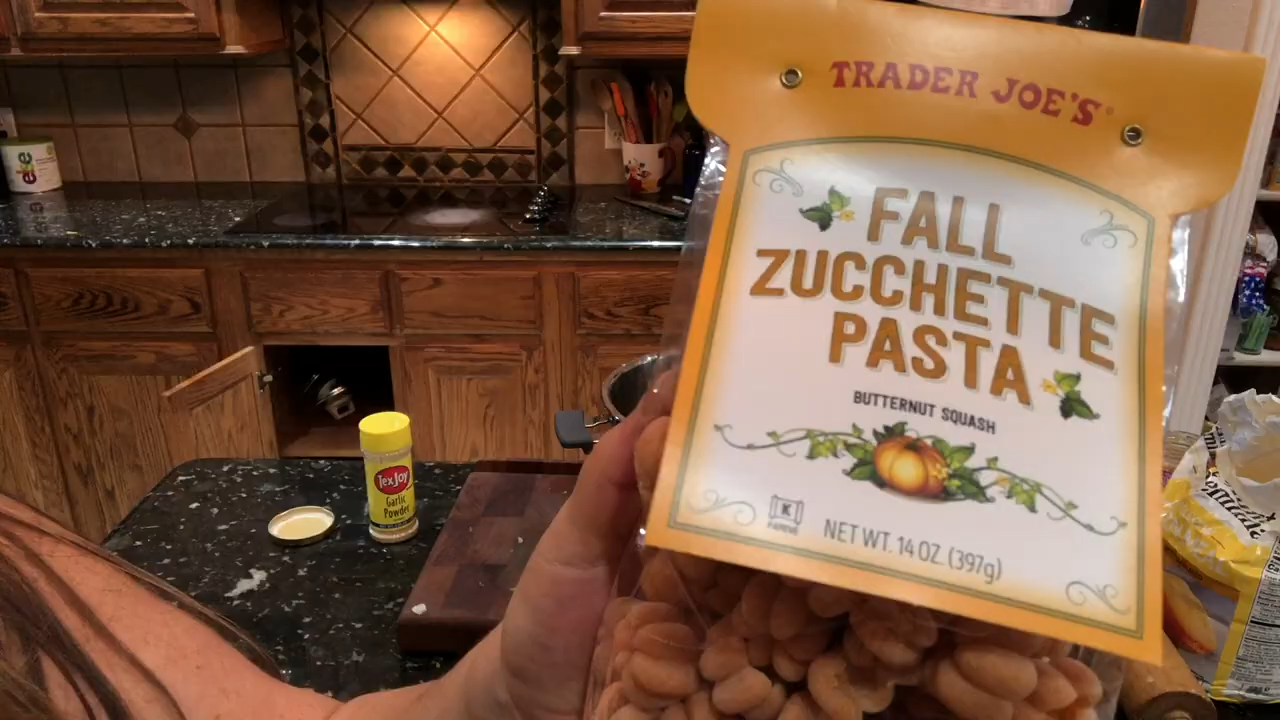 TRADER JOE'S
FALL
ZUCCHETTE
PASTA
BUTTERNUT SQUASH
K
NET WT. 14 OZ. (397g)
TexJoy
Garlic
Powder